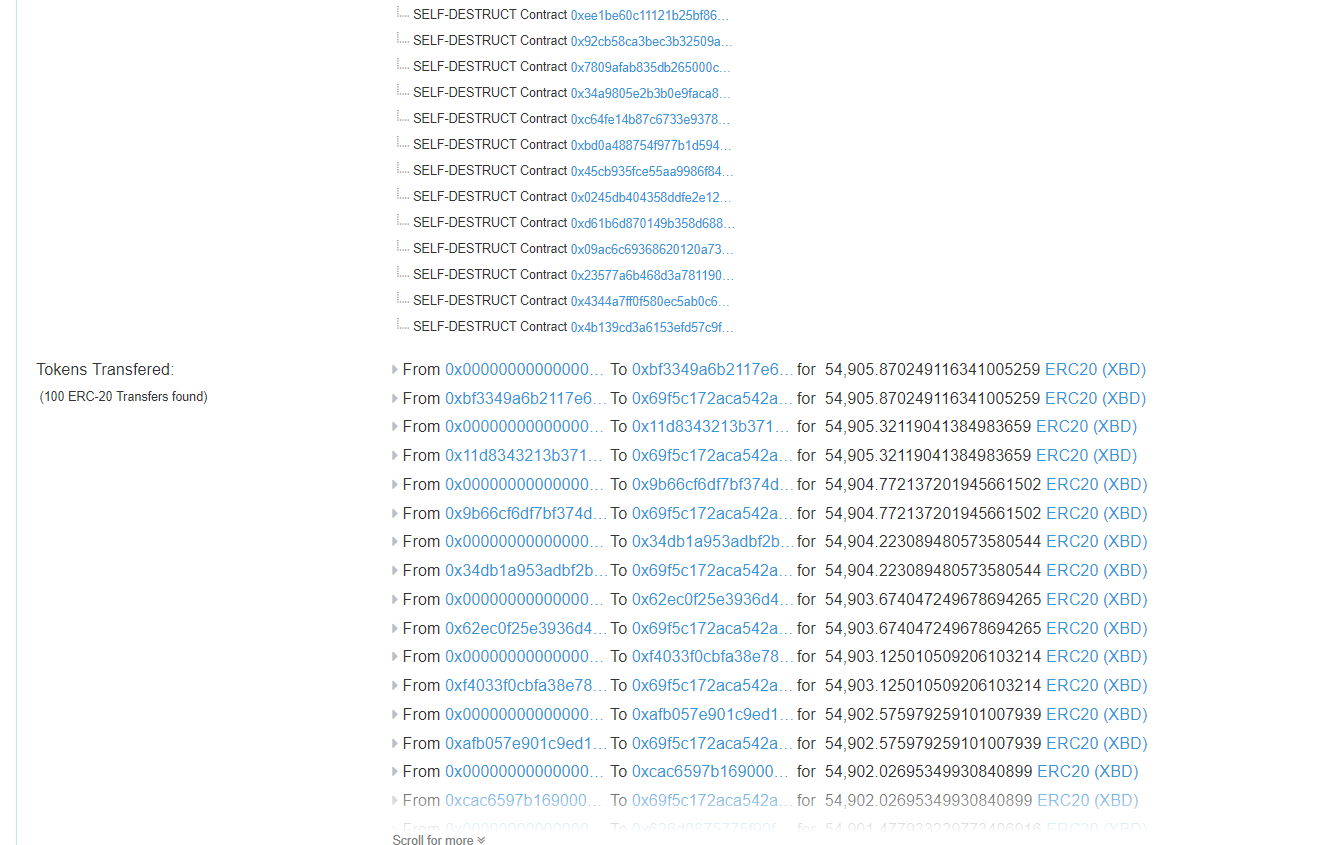 SELF-DESTRUCT Contract 0xee1be60c11121b25bf86...
SELF-DESTRUCT Contract 0x92cb58ca3bec3b32509a...
SELF-DESTRUCT Contract 0x7809afab835db265000c...
SELF-DESTRUCT Contract 0x34a9805e2b3b0e9faca8...
SELF-DESTRUCT Contract 0xc64fe14b87c6733e9378...
SELF-DESTRUCT Contract 0xbd0a488754f977b1d594...
SELF-DESTRUCT Contract 0x45cb935fce55aa9986f84...
SELF-DESTRUCT Contract 0x0245db404358ddfe2e12...
SELF-DESTRUCT Contract 0xd61b6d870149b358d688...
SELF-DESTRUCT Contract 0x09ac6c69368620120a73...
SELF-DESTRUCT Contract 0x23577a6b468d3a781190...
SELF-DESTRUCT Contract 0x4344a7ff0f580ec5ab0c6...
SELF-DESTRUCT Contract 0x4b139cd3a6153efd57c9f...
Tokens Transfered:
(100 ERC-20 Transfers found)
From 0x00000000000000... To 0xbf3349a6b2117e6... for 54,905.870249116341005259 ERC20 (XBD)
From 0xbf3349a6b2117e6... To 0x69f5c172aca542a... for 54,905.870249116341005259 ERC20 (XBD)
From 0x00000000000000... To 0x11d8343213b371... for 54,905.32119041384983659 ERC20 (XBD)
From 0x11d8343213b371... To 0x69f5c172aca542a... for 54,905.32119041384983659 ERC20 (XBD)
From 0x00000000000000... To 0x9b66cf6df7bf374d... for 54,904.772137201945661502 ERC20 (XBD)
From 0x9b66cf6df7bf374d... To 0x69f5c172aca542a... for 54,904.772137201945661502 ERC20 (XBD)
From 0x00000000000000... To 0x34db1a953adbf2b... for 54,904.223089480573580544 ERC20 (XBD)
From 0x34db1a953adbf2b... To 0x69f5c172aca542a... for 54,904.223089480573580544 ERC20 (XBD)
From 0x00000000000000... To 0x62ec0f25e3936d4... for 54,903.674047249678694265 ERC20 (XBD)
From 0x62ec0f25e3936d4... To 0x69f5c172aca542a... for 54,903.674047249678694265 ERC20 (XBD)
From 0x00000000000000... To 0xf4033f0cbfa38e78... for 54,903.125010509206103214 ERC20 (XBD)
From 0xf4033f0cbfa38e78... To 0x69f5c172aca542a... for 54,903.125010509206103214 ERC20 (XBD)
From 0x00000000000000... To 0xafb057e901c9ed1... for 54,902.575979259101007939 ERC20 (XBD)
From 0xafb057e901c9ed1... To 0x69f5c172aca542a... for 54,902.575979259101007939 ERC20 (XBD)
From 0x00000000000000... To 0xcac6597b169000... for 54,902.02695349930840899 ERC20 (XBD)
From 0xcac6597b169000... To 0x69f5c172aca542a... for 54,902.02695349930840899 ERC20 (XBD)
Scroll for more